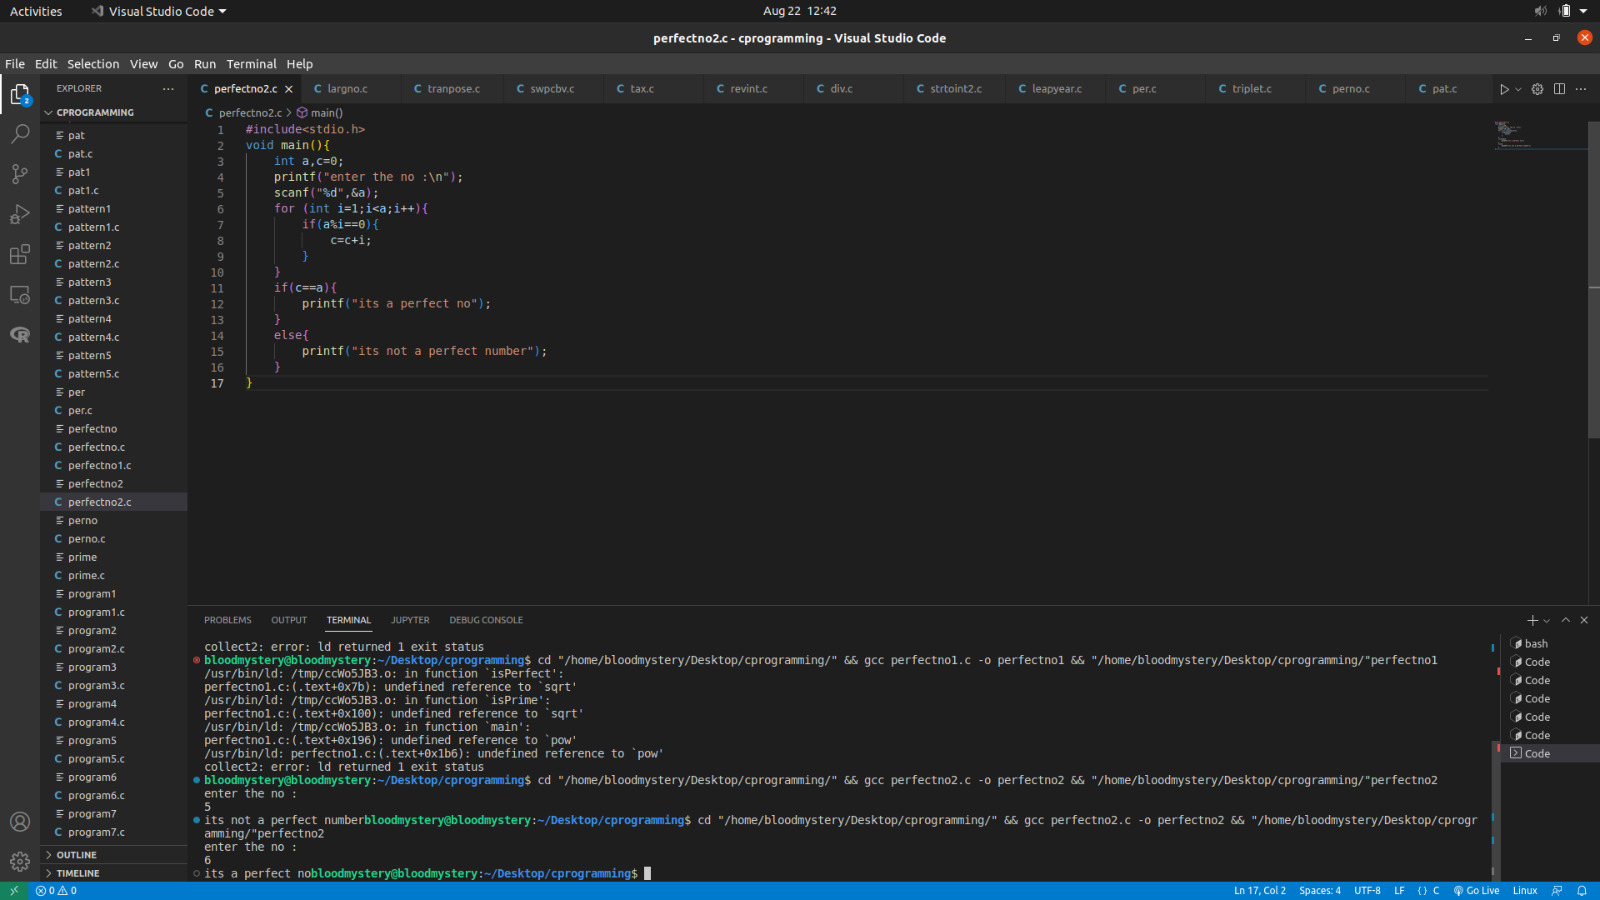 Activities Visual Studio Code Aug 22 12:42
perfectno2.c - cprogramming - Visual Studio Code
File Edit Selection View Go Run Terminal Help
EXPLORER
2
CPROGRAMMING
pat
pat.c
pat1
pat1.c
pattern1
pattern1.c
pattern2
pattern2.c
pattern3
pattern3.c
pattern4
pattern4.c
pattern5
pattern5.c
per
per.c
perfectno
perfectno.c
perfectno1.c
perfectno2
perfectno2.c
perno
perno.c
prime
prime.c
program1
program1.c
program2
program2.c
program3
program3.c
program4
program4.c
program5
program5.c
program6
program6.c
program7
program7.c
OUTLINE
TIMELINE
C perfectno2.c C largno.c C tranpose.c C swpcbv.c C tax.c C revint.c C div.c C strtoint2.c C leapyear.c C per.c C triplet.c C perno.c C pat.c
C perfectno2.c > main()
1 #include<stdio.h>
2 void main(){
3 int a,c=0;
4 printf("enter the no :\n");
5 scanf("%d",&a);
6 for (int i=1;i<a;i++){
7 if(a%i==0){
8 c=c+i;
9 }
10 }
11 if(c==a){
12 printf("its a perfect no");
13 }
14 else{
15 printf("its not a perfect number");
16 }
17 }
PROBLEMS OUTPUT TERMINAL JUPYTER DEBUG CONSOLE
collect2: error: ld returned 1 exit status
bloodmystery@bloodmystery:~/Desktop/cprogramming$ cd "/home/bloodmystery/Desktop/cprogramming/" && gcc perfectno1.c -o perfectno1 && "/home/bloodmystery/Desktop/cprogramming/"perfectno1
/usr/bin/ld: /tmp/ccWo5JB3.o: in function `isPerfect':
perfectno1.c:(.text+0x7b): undefined reference to `sqrt'
/usr/bin/ld: /tmp/ccWo5JB3.o: in function `isPrime':
perfectno1.c:(.text+0x100): undefined reference to `sqrt'
/usr/bin/ld: /tmp/ccWo5JB3.o: in function `main':
perfectno1.c:(.text+0x196): undefined reference to `pow'
/usr/bin/ld: perfectno1.c:(.text+0x1b6): undefined reference to `pow'
collect2: error: ld returned 1 exit status
bloodmystery@bloodmystery:~/Desktop/cprogramming$ cd "/home/bloodmystery/Desktop/cprogramming/" && gcc perfectno2.c -o perfectno2 && "/home/bloodmystery/Desktop/cprogramming/"perfectno2
enter the no :
5
its not a perfect numberbloodmystery@bloodmystery:~/Desktop/cprogramming$ cd "/home/bloodmystery/Desktop/cprogramming/" && gcc perfectno2.c -o perfectno2 && "/home/bloodmystery/Desktop/cprogr
amming/"perfectno2
enter the no :
6
its a perfect nobloodmystery@bloodmystery:~/Desktop/cprogramming$
bash
Code
Code
Code
Code
Code
Code
0 0 Ln 17, Col 2 Spaces: 4 UTF-8 LF {} C Go Live Linux